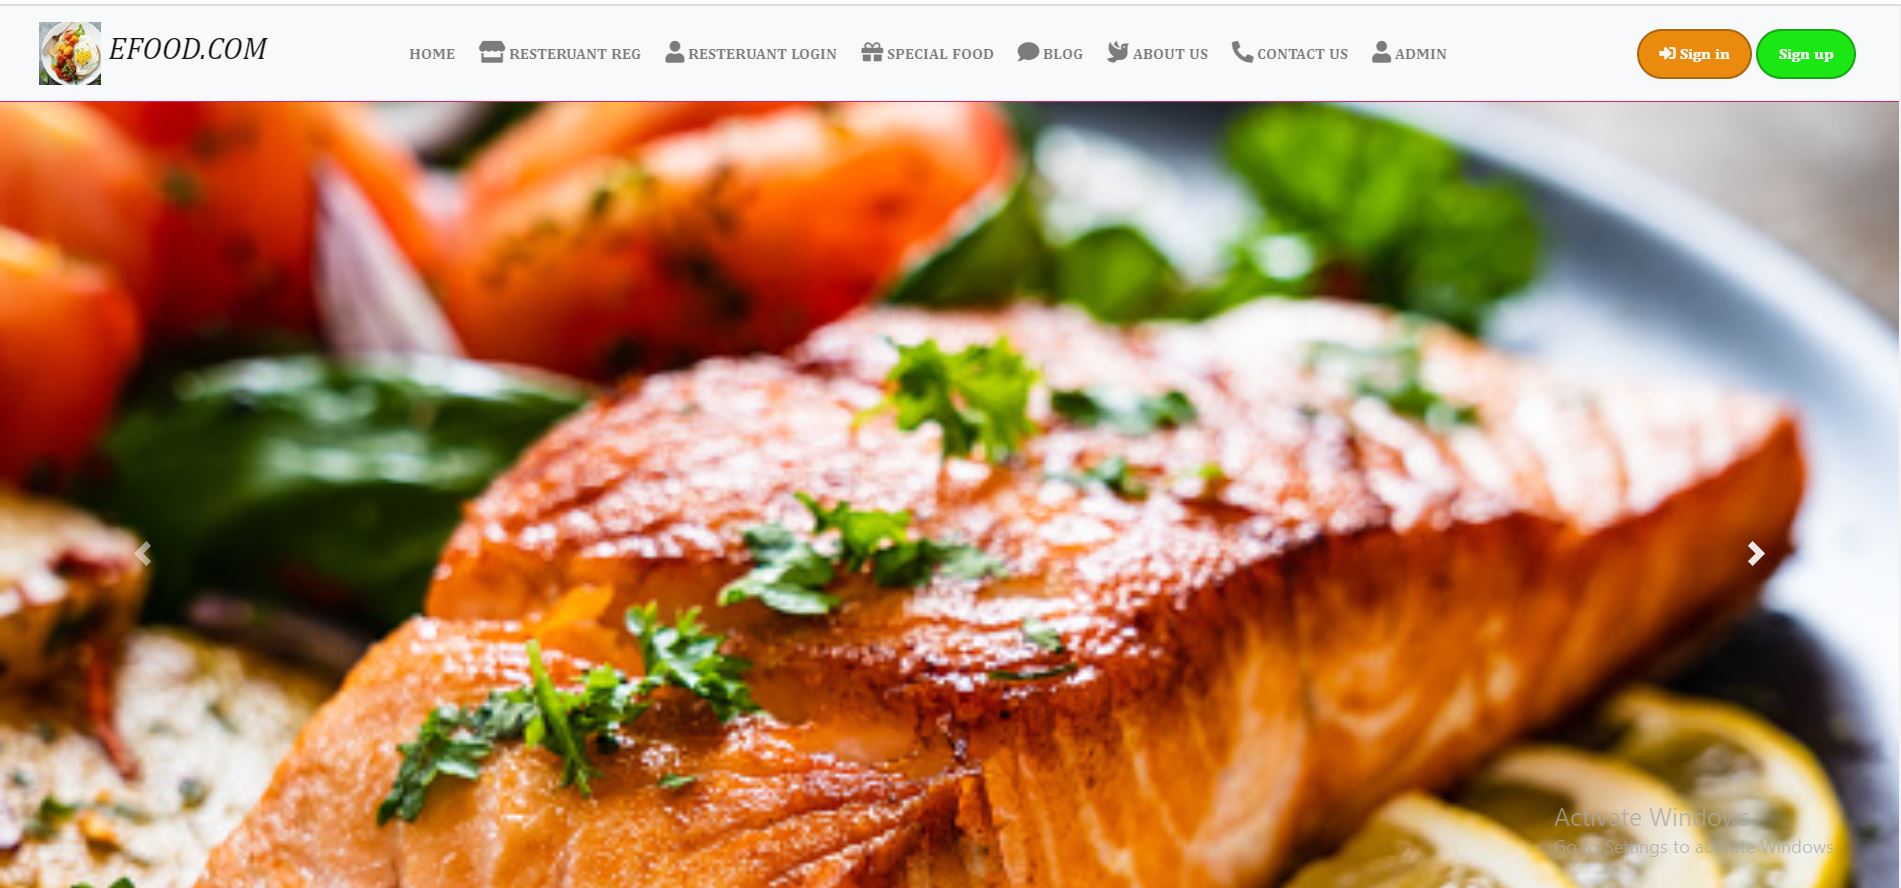 EFOOD.COM
HOME RESTERUANT REG RESTERUANT LOGIN SPECIAL FOOD BLOG ABOUT US CONTACT US ADMIN
Sign in Sign up
Activate Windows
Go to Settings to activate Windows